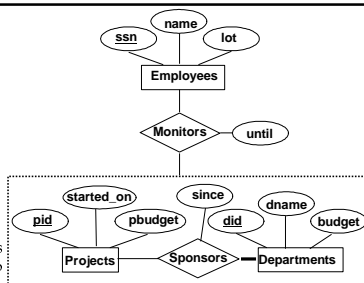 name
ssn
lot
Employees
Monitors
until
started_on
since
dname
pid
pbudget
did
budget
Projects
Sponsors
Departments
s